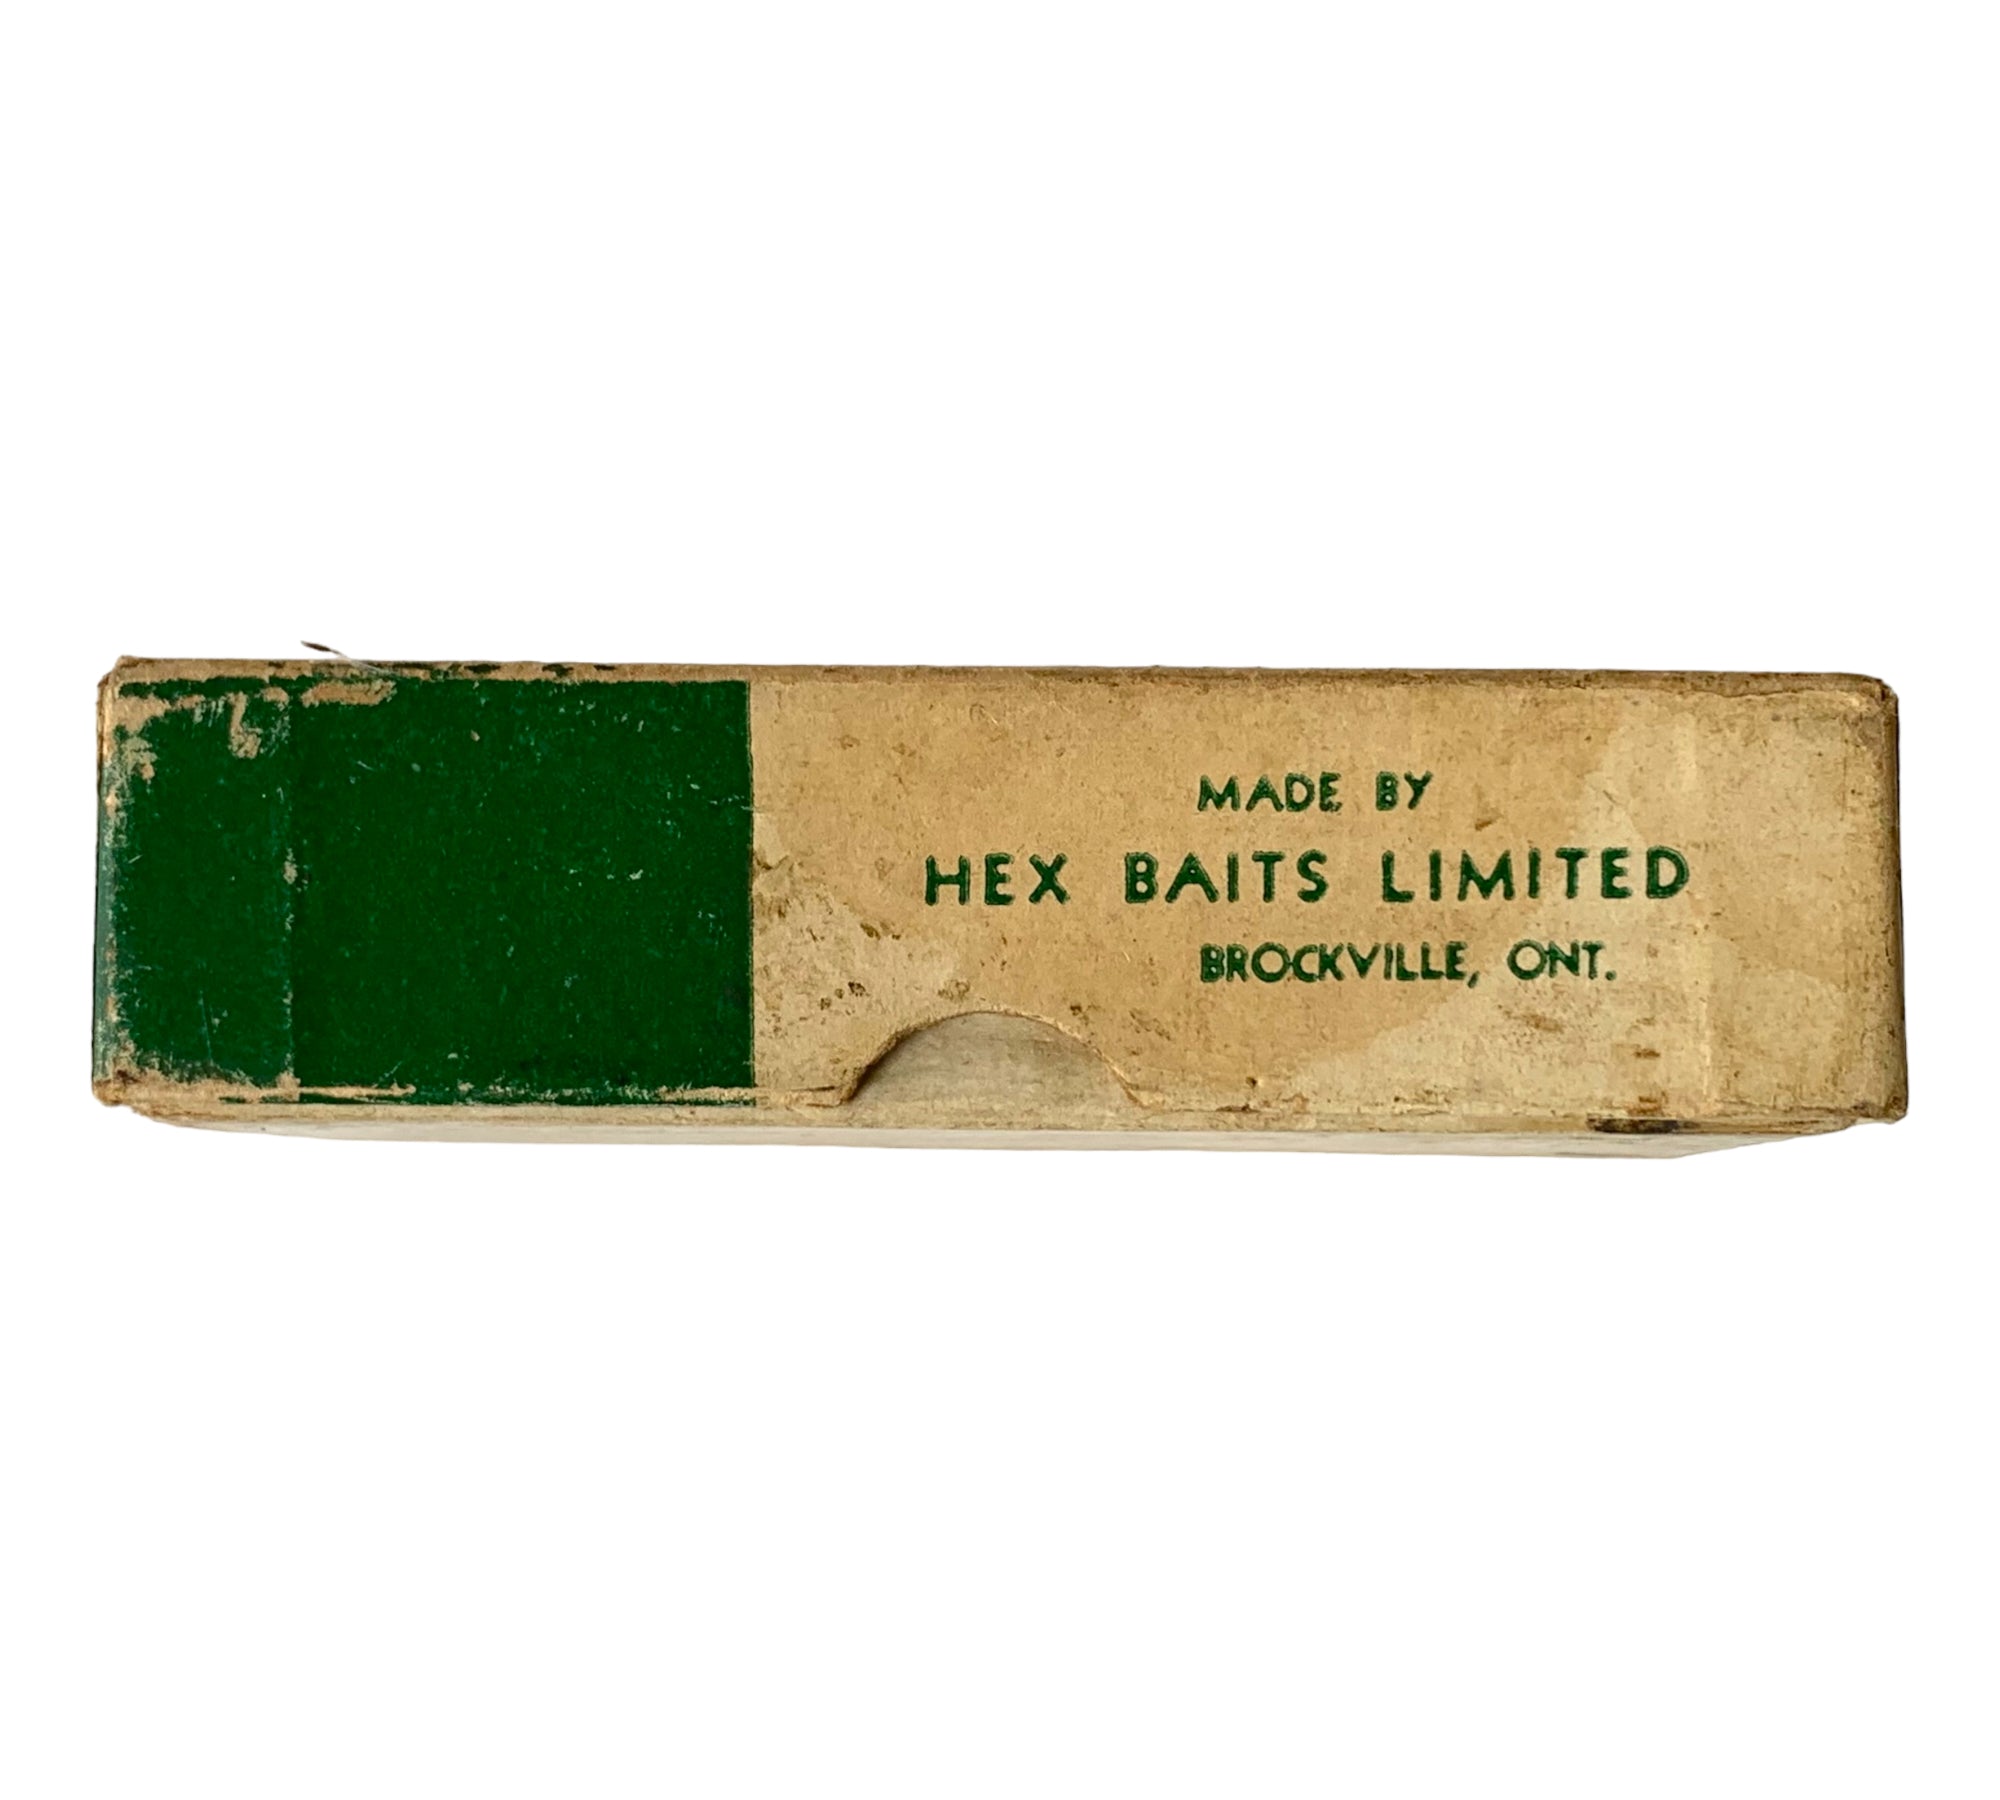 MADE BY
HEX BAITS LIMITED
BROCKVILLE, ONT.